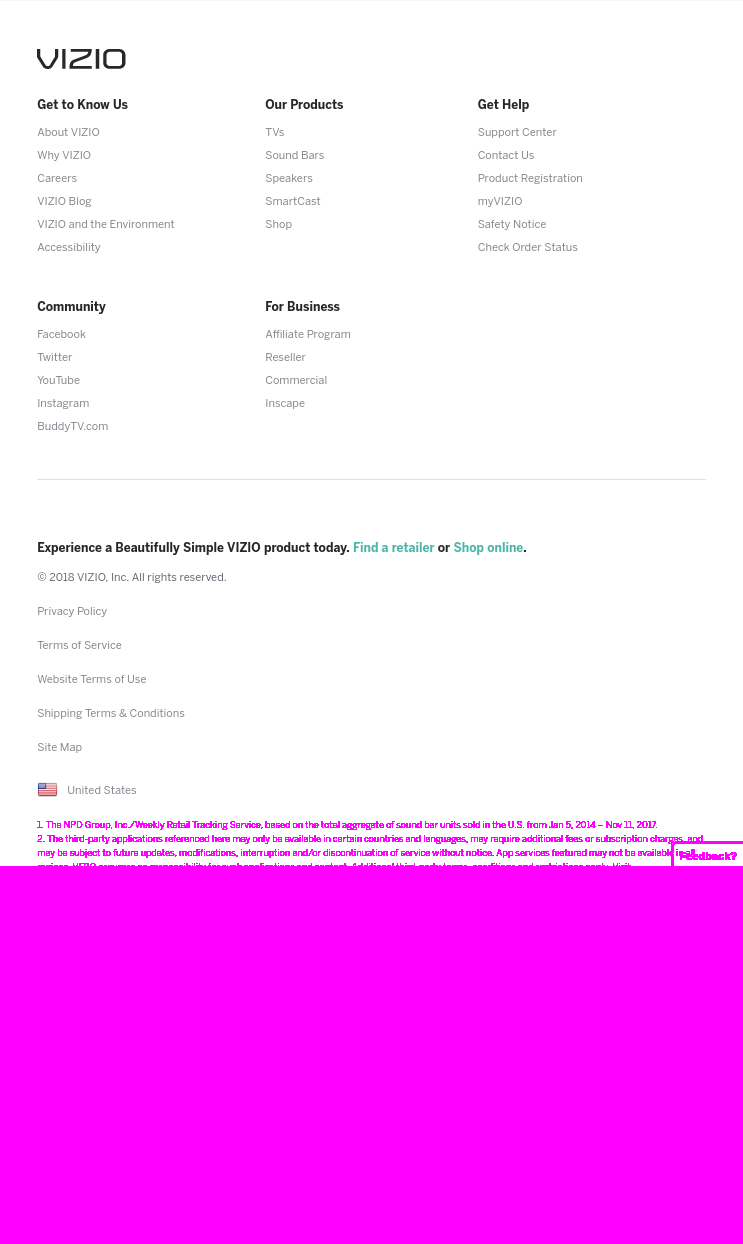 VIZIO
Get to Know Us
About VIZIO
Why VIZIO
Careers
VIZIO Blog
VIZIO and the Environment
Accessibility
Our Products
TVs
Sound Bars
Speakers
SmartCast
Shop
Get Help
Support Center
Contact Us
Product Registration
myVIZIO
Safety Notice
Check Order Status
Community
Facebook
Twitter
YouTube
Instagram
BuddyTV.com
For Business
Affiliate Program
Reseller
Commercial
Inscape
Experience a Beautifully Simple VIZIO product today. Find a retailer or Shop online.
© 2018 VIZIO, Inc. All rights reserved.
Privacy Policy
Terms of Service
Website Terms of Use
Shipping Terms & Conditions
Site Map
United States
1. The NPD Group, Inc./Weekly Retail Tracking Service, based on the total aggregate of sound bar units sold in the U.S. from Jan 5, 2014 – Nov 11, 2017.
2. The third-party applications referenced here may only be available in certain countries and languages, may require additional fees or subscription charges, and
may be subject to future updates, modifications, interruption and/or discontinuation of service without notice. App services featured may not be available in all
Feedback?